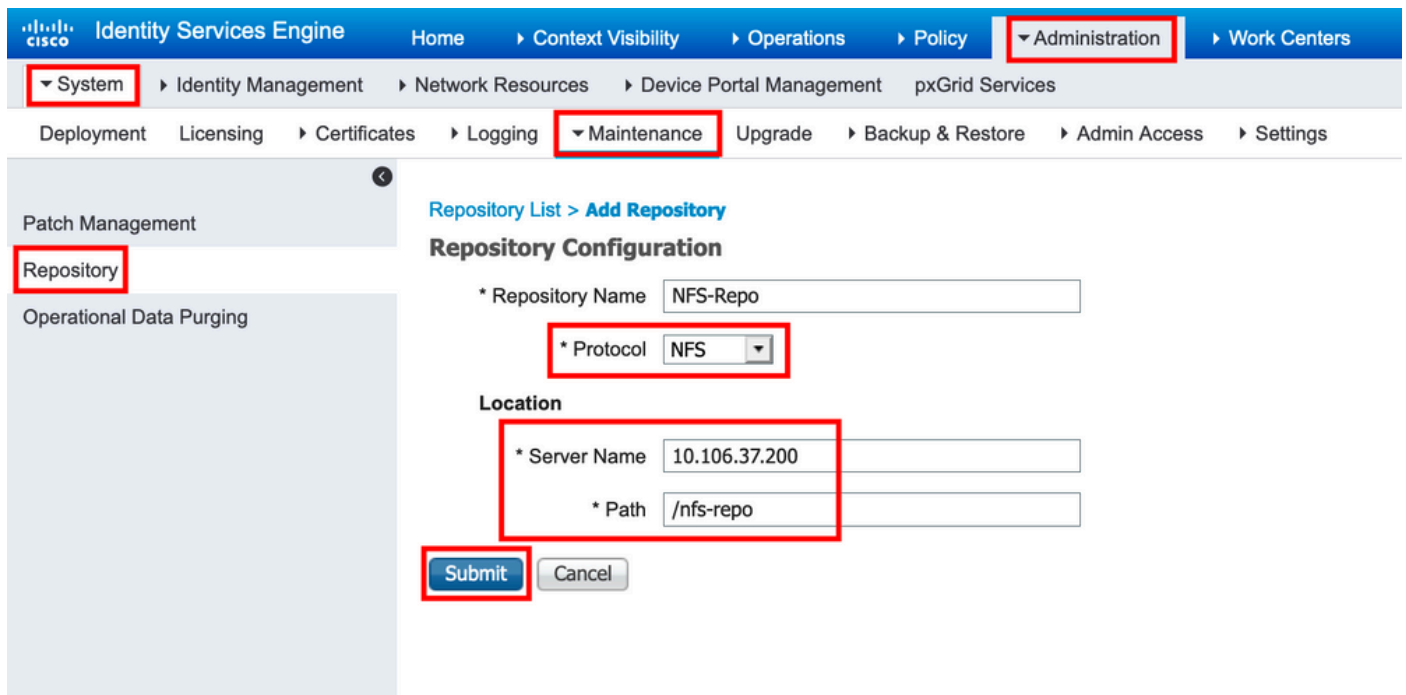 cisco Identity Services Engine Home Context Visibility Operations Policy Administration Work Centers
System Identity Management Network Resources Device Portal Management pxGrid Services
Deployment Licensing Certificates Logging Maintenance Upgrade Backup & Restore Admin Access Settings
Patch Management
Repository
Operational Data Purging
Repository List > Add Repository
Repository Configuration
* Repository Name NFS-Repo
* Protocol NFS
Location
* Server Name 10.106.37.200
* Path /nfs-repo
Submit Cancel